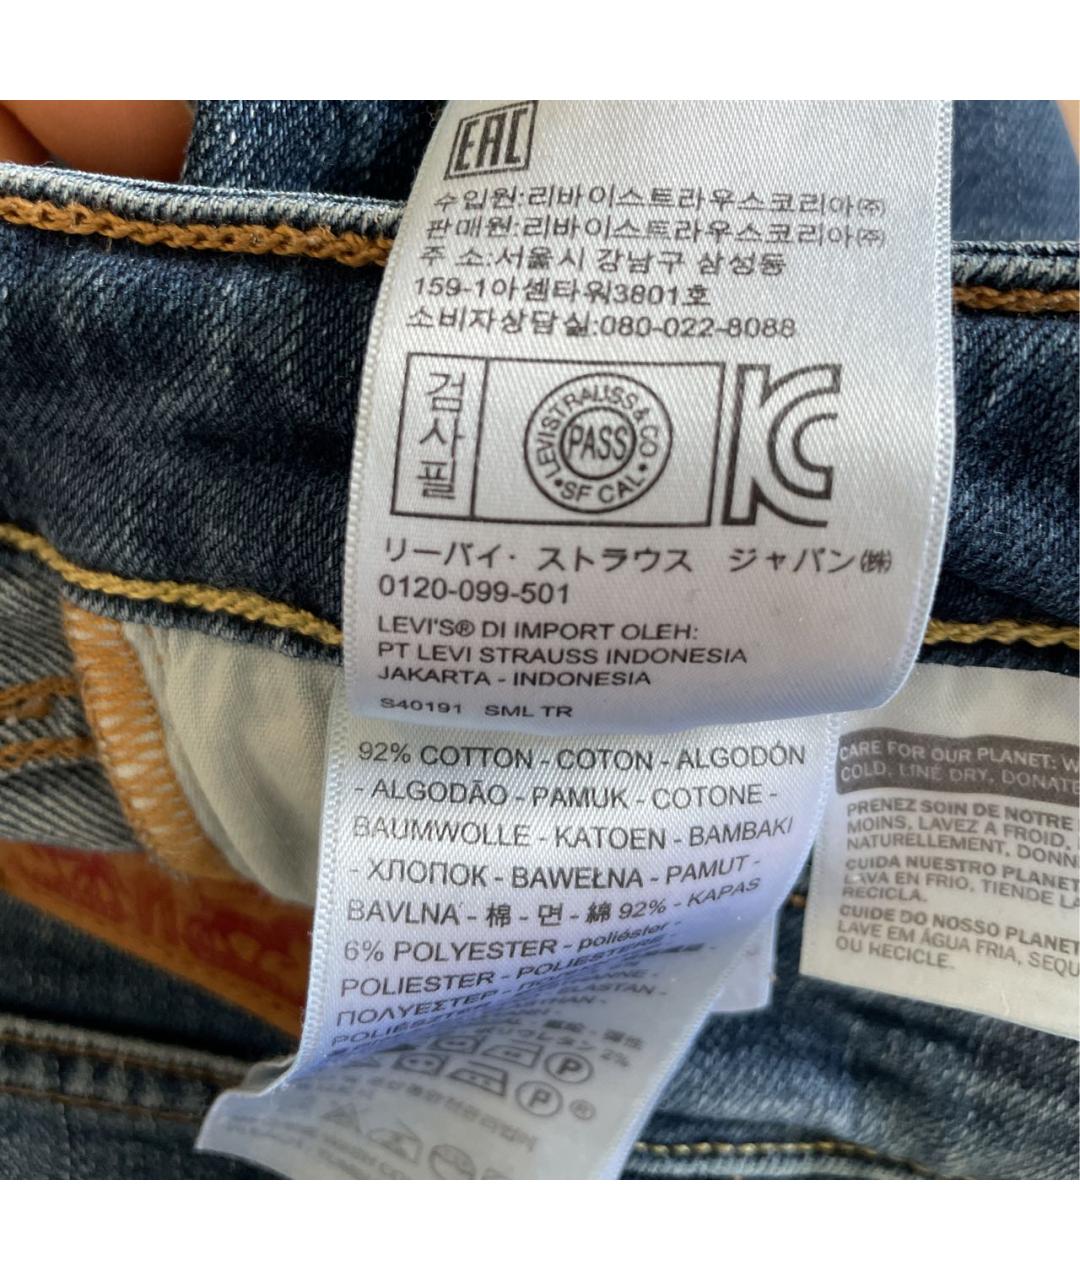 EAC
수입원:리바이스트라우스코리아㈜
판매원:리바이스트라우스코리아㈜
주 소:서울시 강남구 삼성동
159-1아셈타워3801호
소비자상담실:080-022-8088
검사필
LEVI STRAUSS & CO • SF CAL •
PASS
リーバイ・ストラウス ジャパン㈱
0120-099-501
LEVI'S® DI IMPORT OLEH:
PT LEVI STRAUSS INDONESIA
JAKARTA - INDONESIA
S40191 SML TR
92% COTTON - COTON - ALGODÓN
- ALGODÃO - PAMUK - COTONE -
BAUMWOLLE - KATOEN - BAMBAKI
- ХЛОПОК - BAWEŁNA - PAMUT -
BAVLNA - 棉 - 면 - 綿 92% - KAPAS
6% POLYESTER - poliéster -
POLIESTER - POLIESTERE -
ΠΟΛΥΕΣΤΕΡ -
CARE FOR OUR PLANET: W
COLD, LINE DRY, DONATE
PRENEZ SOIN DE NOTRE
MOINS, LAVEZ A FROID,
NATURELLEMENT, DONN
CUIDA NUESTRO PLANET
LAVA EN FRIO, TIENDE LA
RECICLA.
CUIDE DO NOSSO PLANET
LAVE EM ÁGUA FRIA, SEQU
OU RECICLE.